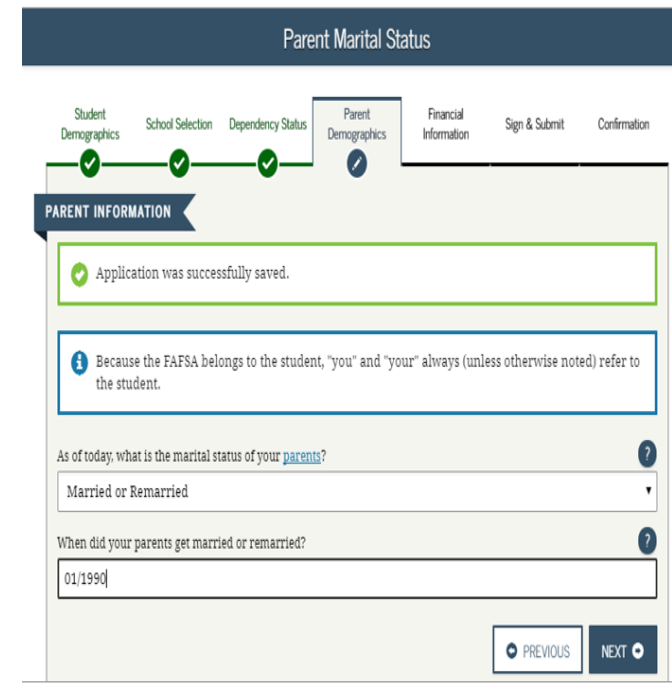 Parent Marital Status
Student
Demographics
School Selection
Dependency Status
Parent
Demographics
Financial
Information
Sign & Submit
Confirmation
PARENT INFORMATION
Application was successfully saved.
Because the FAFSA belongs to the student, "you" and "your" always (unless otherwise noted) refer to
the student.
As of today, what is the marital status of your parents?
?
Married or Remarried
When did your parents get married or remarried?
?
01/1990
PREVIOUS
NEXT